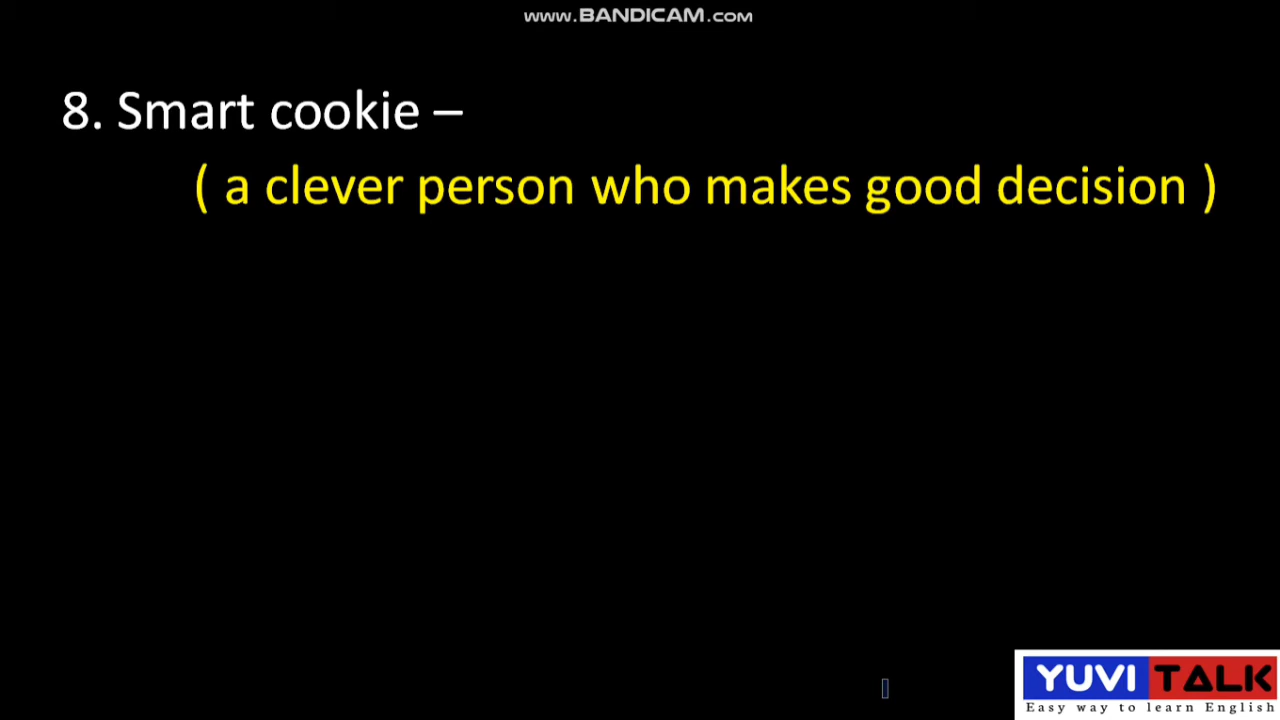 www.BANDICAM.com
8. Smart cookie –
( a clever person who makes good decision )
YUVI TALK
Easy way to learn English